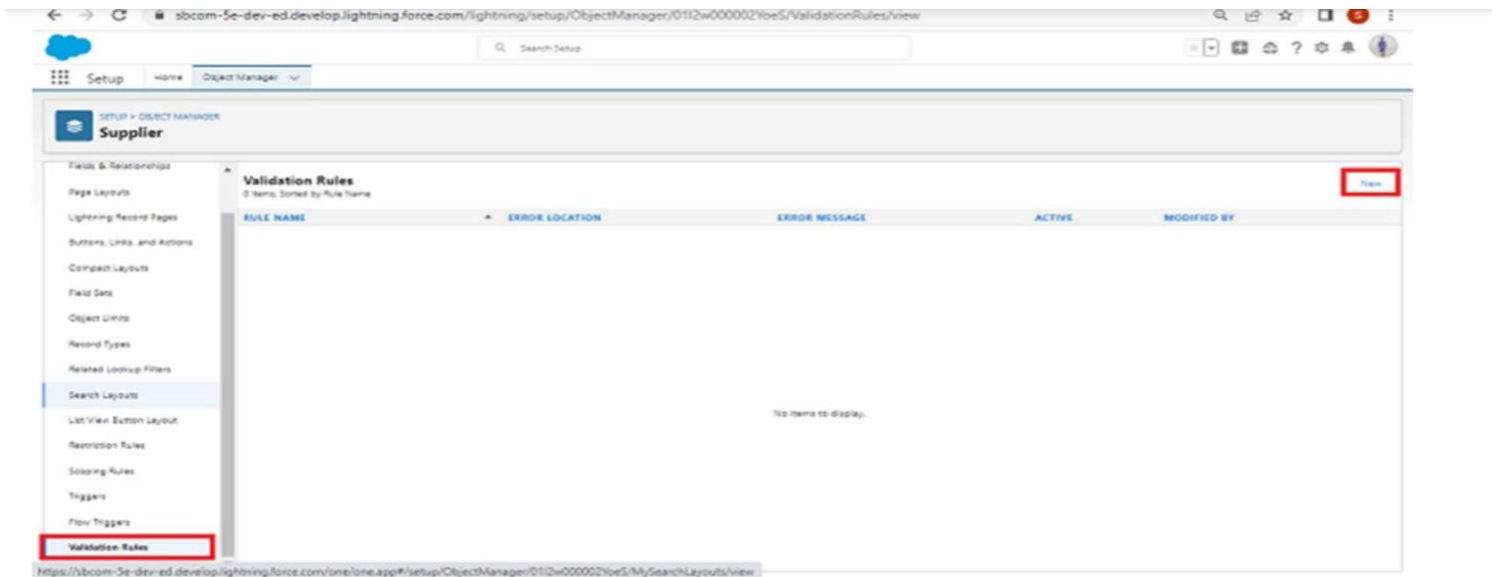 sbcom-5e-dev-ed.develop.lightning.force.com/lightning/setup/ObjectManager/01I2w000002YoeS/ValidationRules/view
S
Search Setup
Setup Home Object Manager
SETUP > OBJECT MANAGER
Supplier
Fields & Relationships
Page Layouts
Lightning Record Pages
Buttons, Links, and Actions
Compact Layouts
Field Sets
Object Limits
Record Types
Related Lookup Filters
Search Layouts
List View Button Layout
Restriction Rules
Scoping Rules
Triggers
Flow Triggers
Validation Rules
Validation Rules
0 Items, Sorted by Rule Name
New
RULE NAME ERROR LOCATION ERROR MESSAGE ACTIVE MODIFIED BY
No items to display.
https://sbcom-5e-dev-ed.develop.lightning.force.com/one/one.app#/setup/ObjectManager/01I2w000002YoeS/MySearchLayouts/view